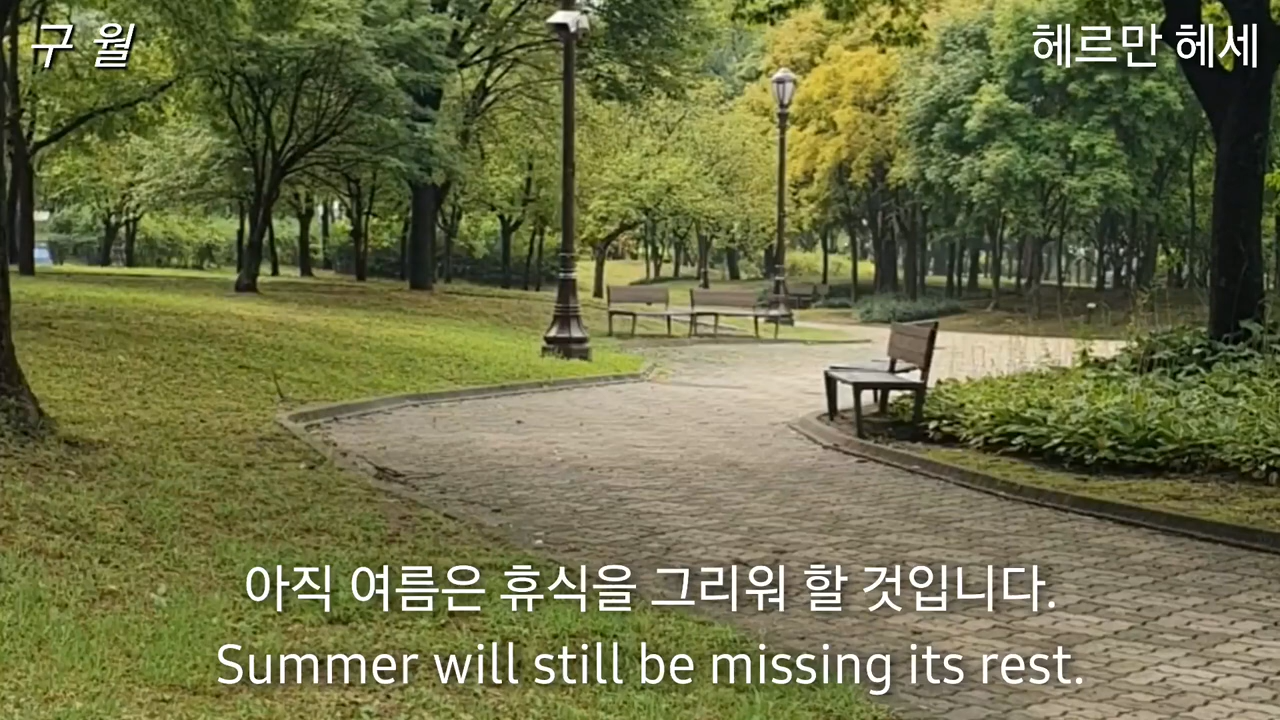 구 월
헤르만 헤세
아직 여름은 휴식을 그리워 할 것입니다.
Summer will still be missing its rest.